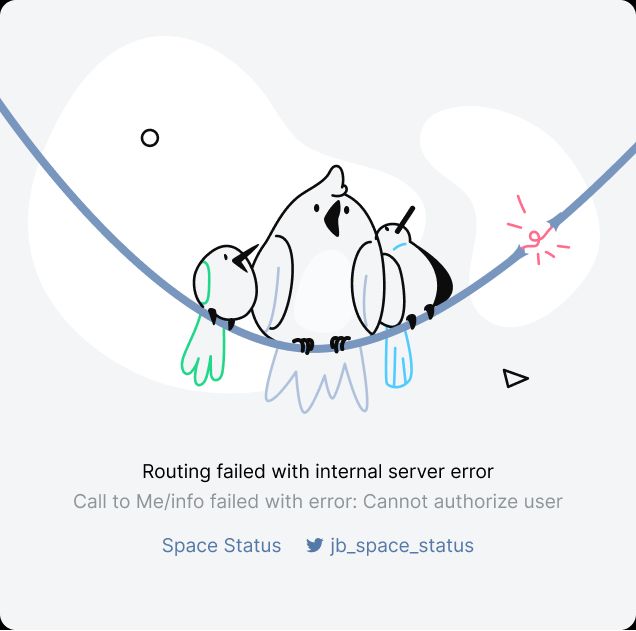 Routing failed with internal server error
Call to Me/info failed with error: Cannot authorize user
Space Status jb_space_status